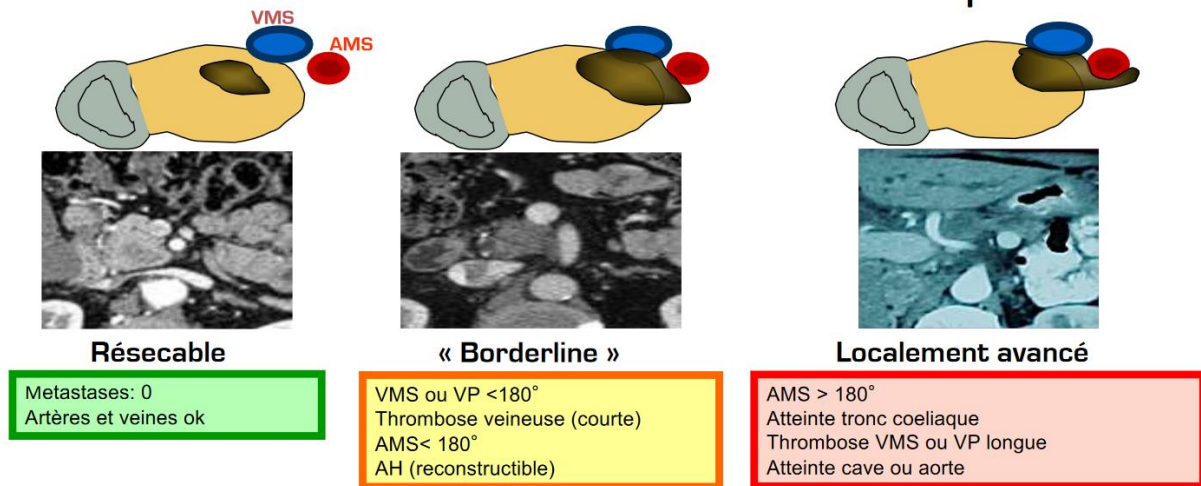 VMS
AMS
Résecable
Metastases: 0
Artères et veines ok
« Borderline »
VMS ou VP <180°
Thrombose veineuse (courte)
AMS< 180°
AH (reconstructible)
Localement avancé
AMS > 180°
Atteinte tronc coeliaque
Thrombose VMS ou VP longue
Atteinte cave ou aorte